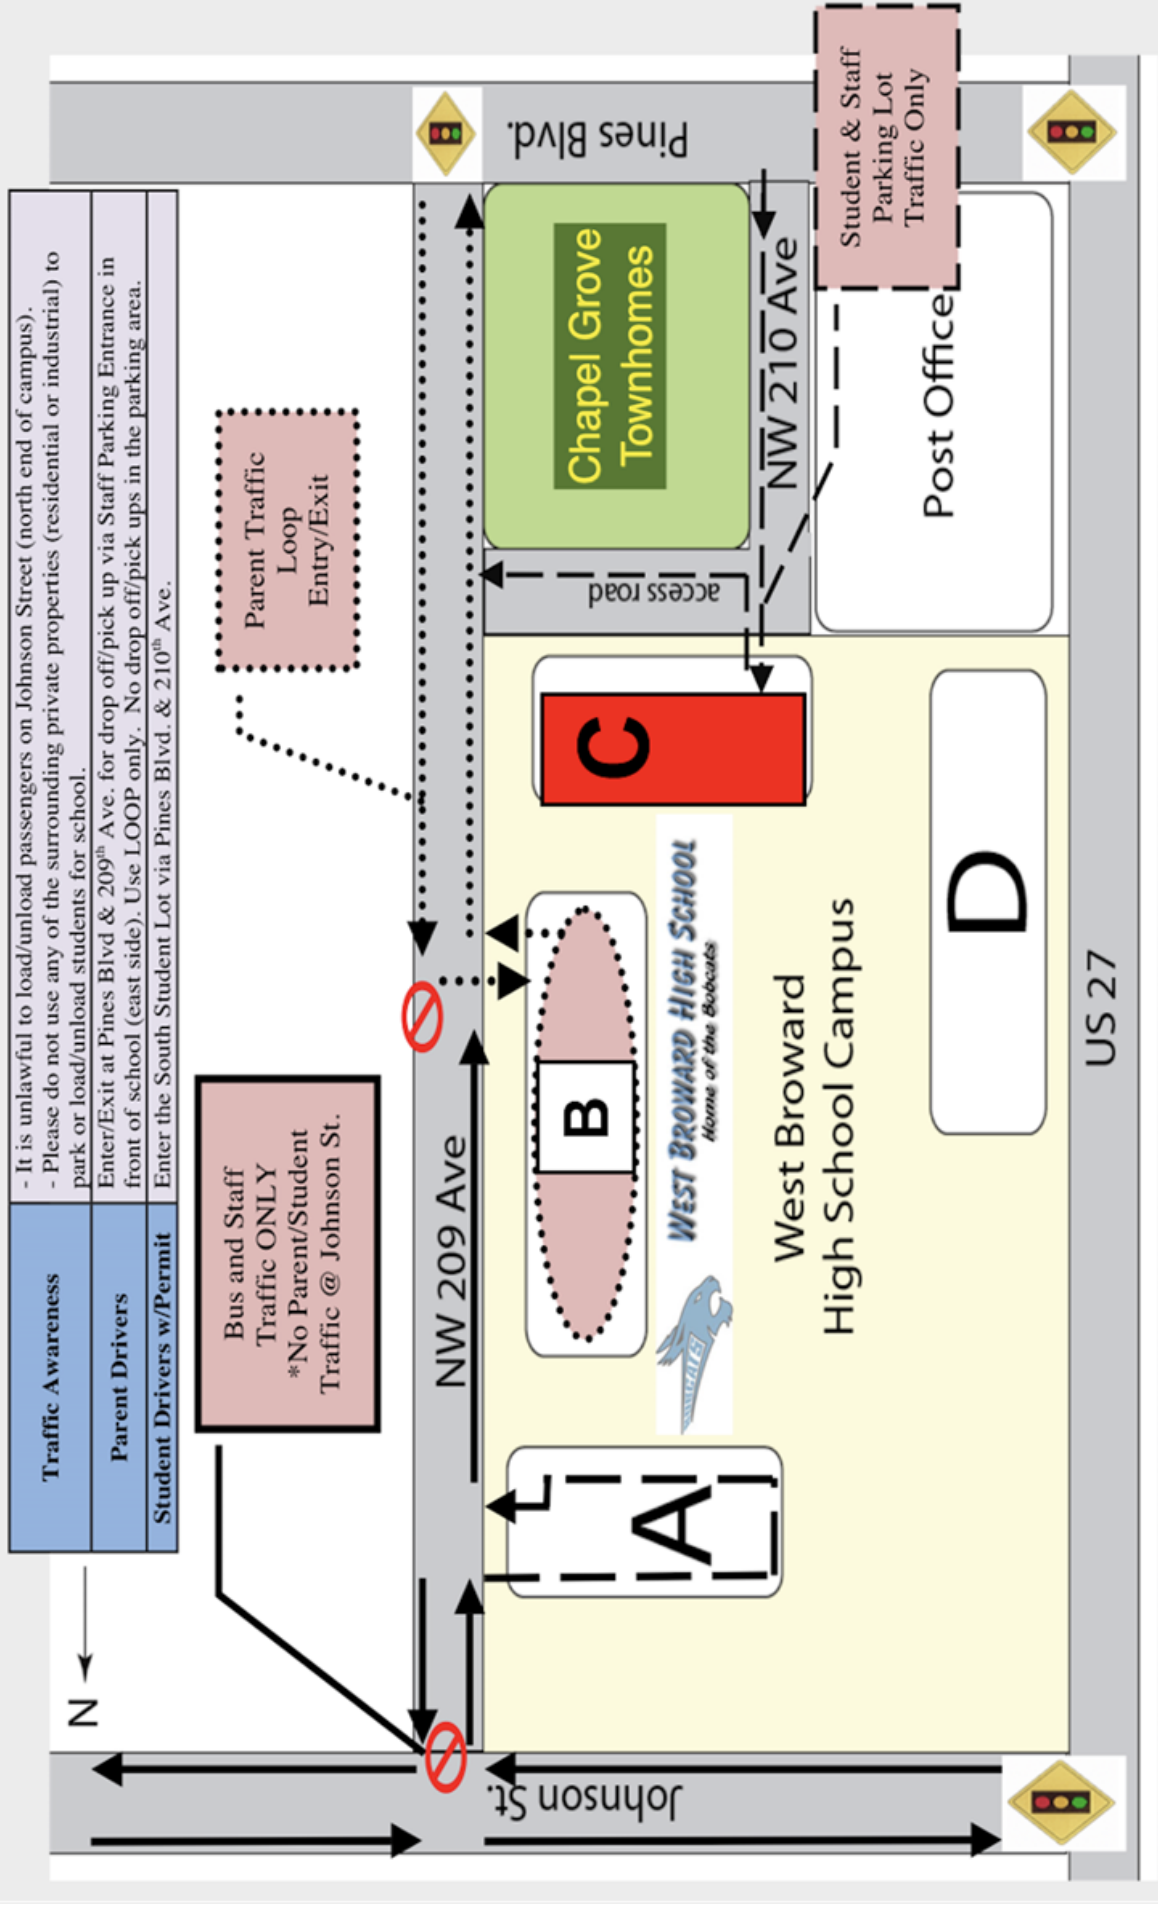 Traffic Awareness
- It is unlawful to load/unload passengers on Johnson Street (north end of campus).
- Please do not use any of the surrounding private properties (residential or industrial) to
park or load/unload students for school.
Parent Drivers
Enter/Exit at Pines Blvd & 209th Ave. for drop off/pick up via Staff Parking Entrance in
front of school (east side). Use LOOP only. No drop off/pick ups in the parking area.
Student Drivers w/Permit
Enter the South Student Lot via Pines Blvd. & 210th Ave.
N
Bus and Staff
Traffic ONLY
*No Parent/Student
Traffic @ Johnson St.
Parent Traffic
Loop
Entry/Exit
NW 209 Ave
Johnson St.
Pines Blvd.
A
B
C
D
Chapel Grove
Townhomes
access road
NW 210 Ave
Student & Staff
Parking Lot
Traffic Only
Post Office
BOBCATS
WEST BROWARD HIGH SCHOOL
Home of the Bobcats
West Broward
High School Campus
US 27